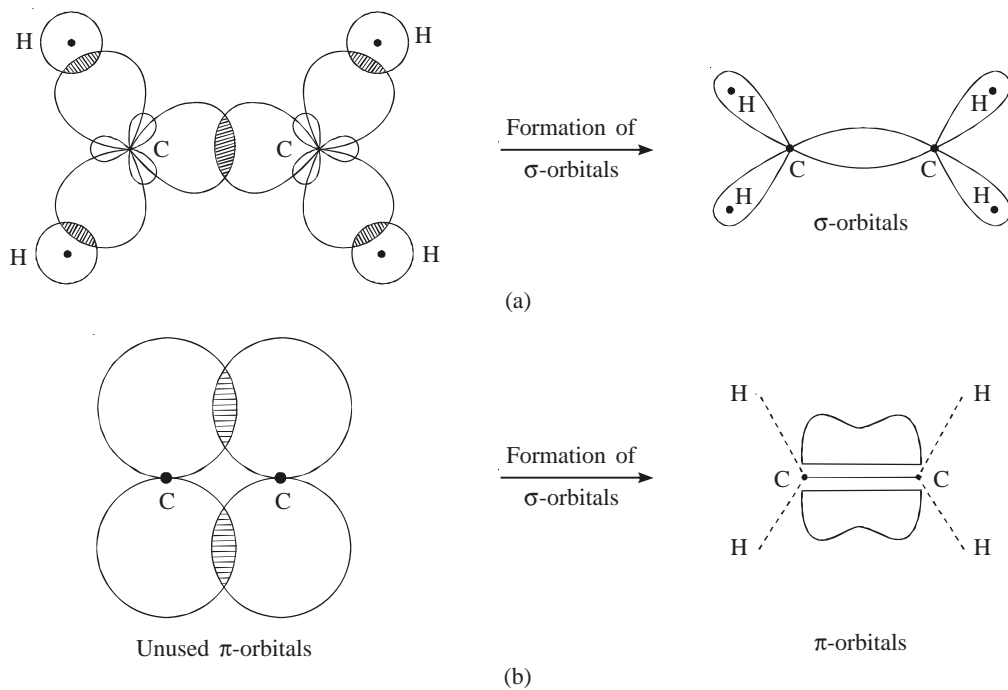 H H
C C
H H
Formation of
σ-orbitals
H H
C C
H H
σ-orbitals
(a)
C C
Unused π-orbitals
Formation of
σ-orbitals
H H
C C
H H
π-orbitals
(b)